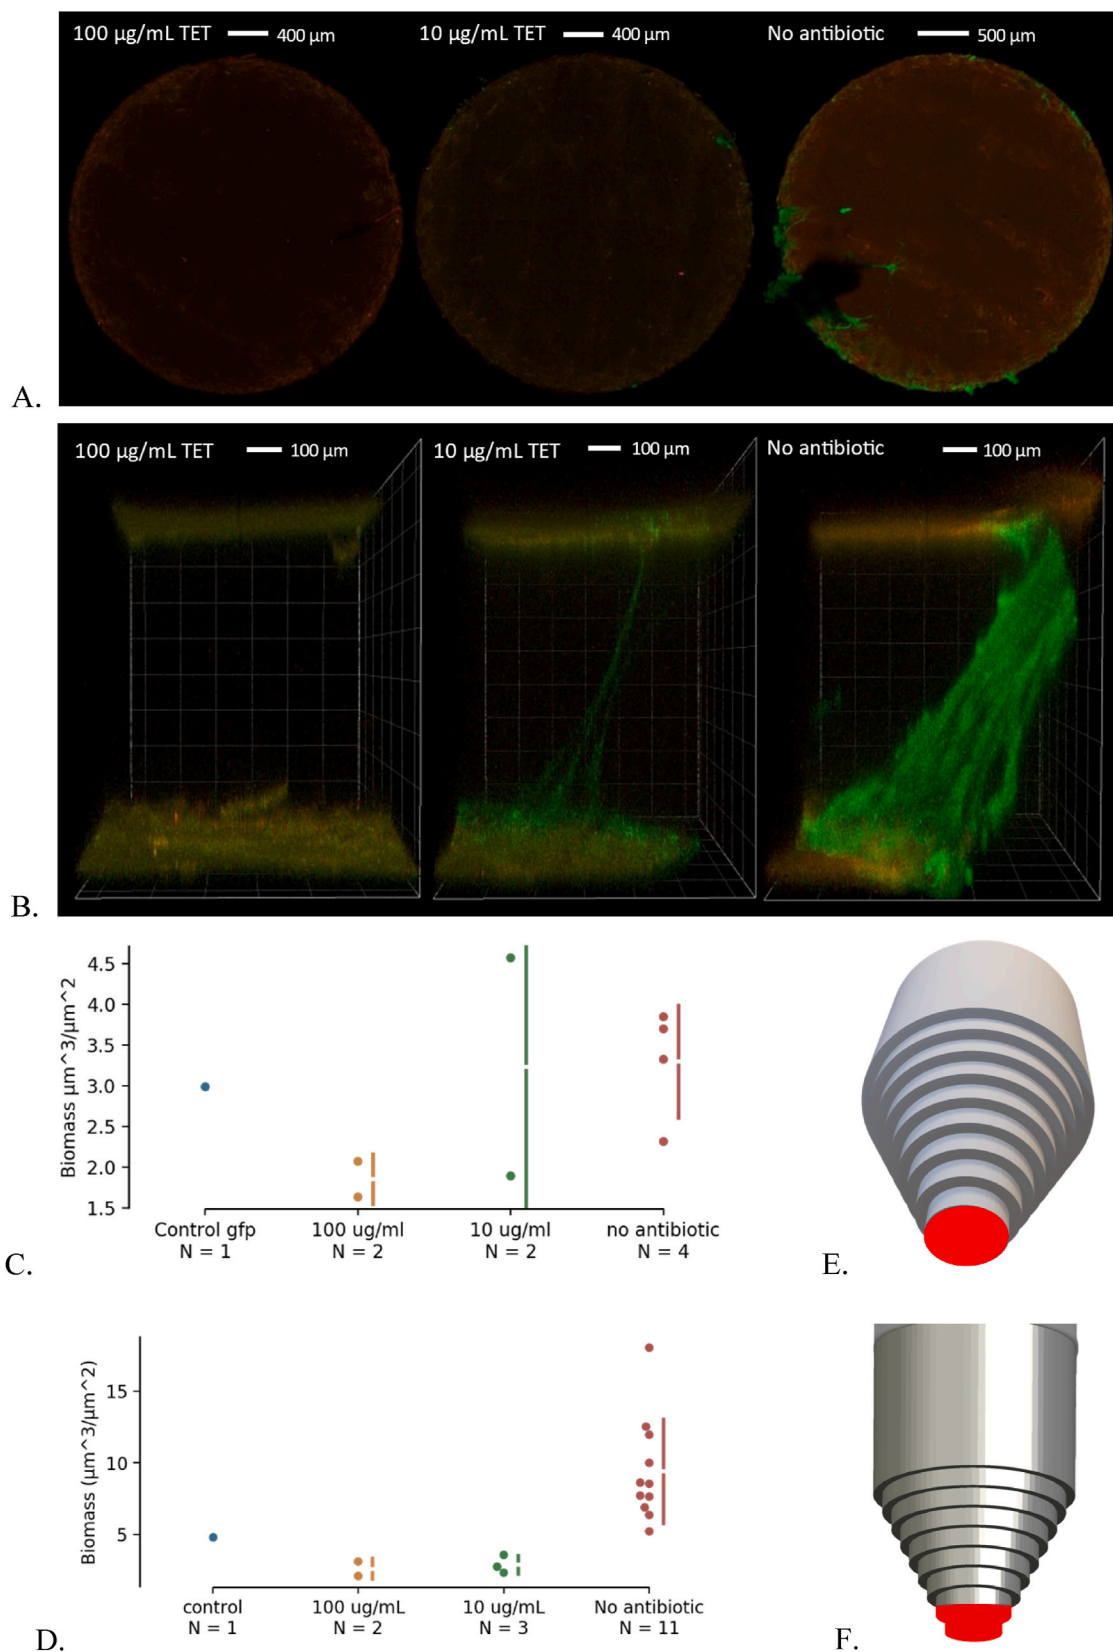 100 µg/mL TET 400 µm 10 µg/mL TET 400 µm No antibiotic 500 µm
A.
100 µg/mL TET 100 µm 10 µg/mL TET 100 µm No antibiotic 100 µm
B.
Biomass µm^3/µm^2
4.5
4.0
3.5
3.0
2.5
2.0
1.5
Control gfp 100 ug/ml 10 ug/ml no antibiotic
N = 1 N = 2 N = 2 N = 4
C.
E.
Biomass (µm^3/µm^2)
15
10
5
control 100 ug/mL 10 ug/mL No antibiotic
N = 1 N = 2 N = 3 N = 11
D.
F.